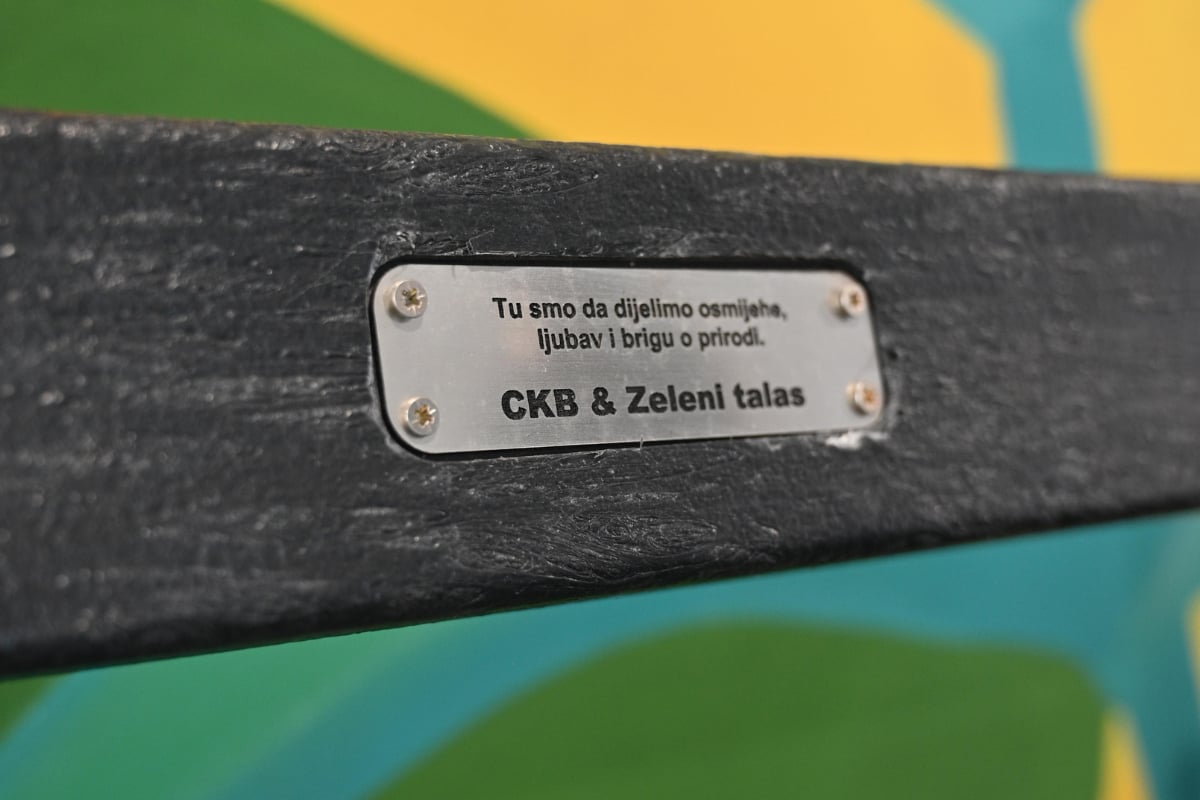 Tu smo da dijelimo osmijehe,
ljubav i brigu o prirodi.
CKB & Zeleni talas